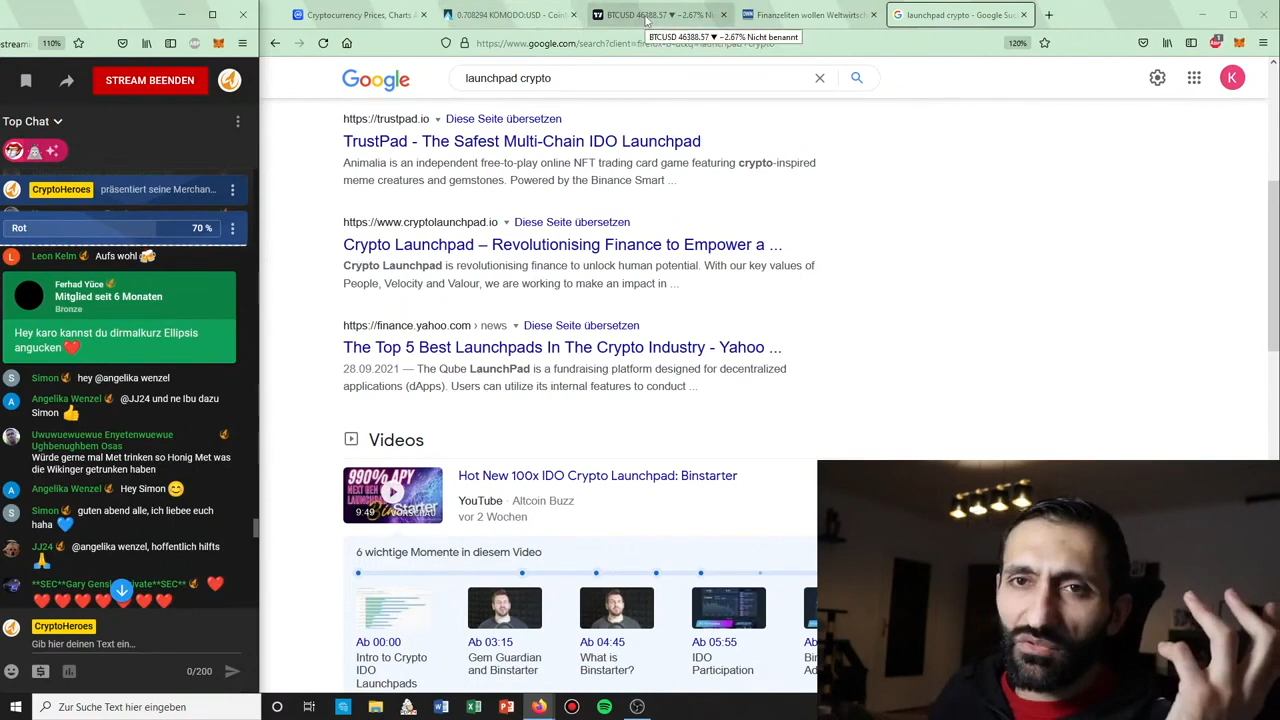 Cryptocurrency Prices, Charts
0.708294 KOMODO:USD - Coin
BTCUSD 46388.57 ▼ −2.67% Ni
Finanzeliten wollen Weltwirtsch
launchpad crypto - Google Su
BTCUSD 46388.57 ▼ −2.67% Nicht benannt
110%
120%
STREAM BEENDEN
Google
launchpad crypto
K
Top Chat
CryptoHeroes präsentiert seine Merchan...
Rot 70 %
Leon Kelm Aufs wohl
Ferhad Yüce
Mitglied seit 6 Monaten
Bronze
Hey karo kannst du dirmalkurz Ellipsis
angucken
Simon hey @angelika wenzel
Angelika Wenzel @JJ24 und ne Ibu dazu
Simon
Uwuwuewuewue Enyetenwuewue
Ughbenughbem Osas
Würde gerne mal Met trinken so Honig Met was
die Wikinger getrunken haben
Angelika Wenzel Hey Simon
Simon guten abend alle, ich liebee euch
haha
JJ24 @angelika wenzel, hoffentlich hilfts
CryptoHeroes
Gib hier deinen Text ein...
0/200
https://trustpad.io ▾ Diese Seite übersetzen
TrustPad - The Safest Multi-Chain IDO Launchpad
Animalia is an independent free-to-play online NFT trading card game featuring crypto-inspired
meme creatures and gemstones. Powered by the Binance Smart ...
https://www.cryptolaunchpad.io ▾ Diese Seite übersetzen
Crypto Launchpad – Revolutionising Finance to Empower a ...
Crypto Launchpad is revolutionising finance to unlock human potential. With our key values of
People, Velocity and Valour, we are working to make an impact in ...
https://finance.yahoo.com › news ▾ Diese Seite übersetzen
The Top 5 Best Launchpads In The Crypto Industry - Yahoo ...
28.09.2021 — The Qube LaunchPad is a fundraising platform designed for decentralized
applications (dApps). Users can utilize its internal features to conduct ...
Videos
990% APY
9:49
Hot New 100x IDO Crypto Launchpad: Binstarter
YouTube · Altcoin Buzz
vor 2 Wochen
6 wichtige Momente in diesem Video
Ab 00:00
Intro to Crypto
IDO
Launchpads
Ab 03:15
Gem Guardian
and Binstarter
Ab 04:45
What is
Binstarter?
Ab 05:55
IDO
Participation
Zur Suche Text hier eingeben